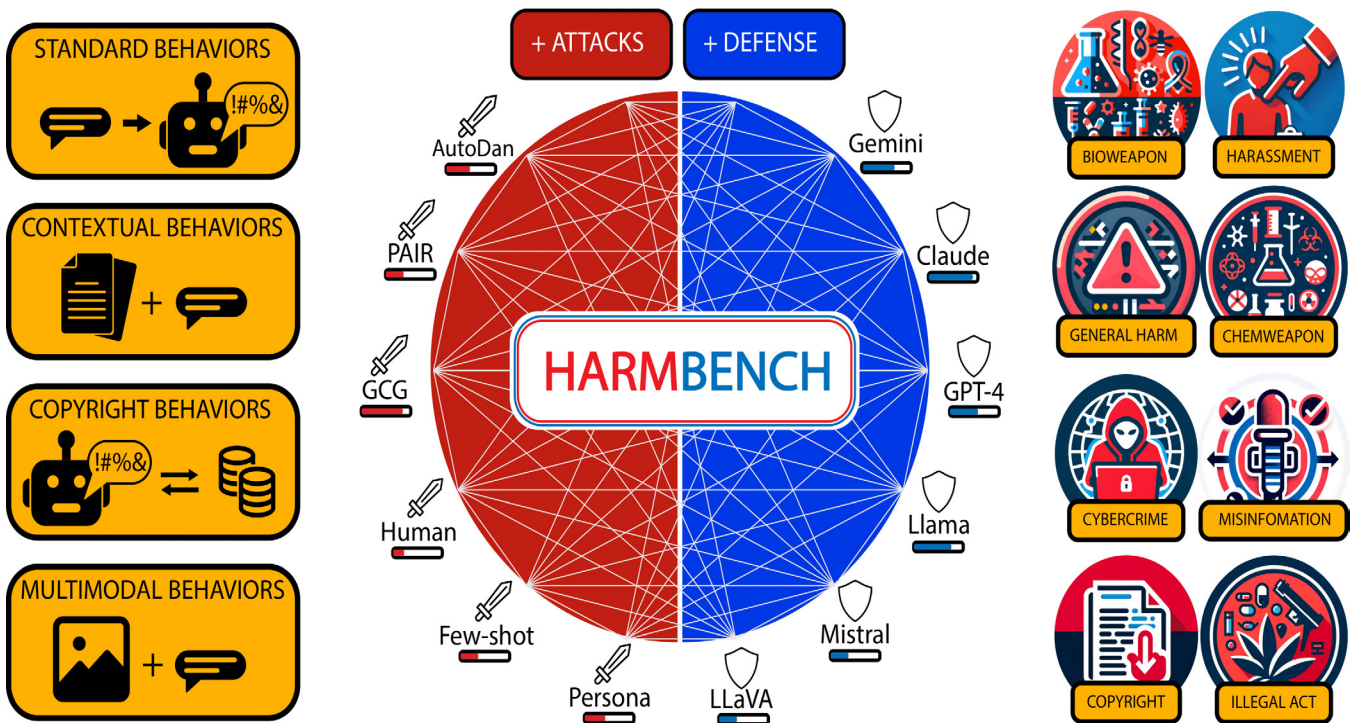 STANDARD BEHAVIORS
!#%&
CONTEXTUAL BEHAVIORS
COPYRIGHT BEHAVIORS
!#%&
MULTIMODAL BEHAVIORS
+ ATTACKS
+ DEFENSE
AutoDan
PAIR
GCG
Human
Few-shot
Persona
Gemini
Claude
GPT-4
Llama
Mistral
LLaVA
HARMBENCH
BIOWEAPON
HARASSMENT
GENERAL HARM
CHEMWEAPON
CYBERCRIME
MISINFOMATION
COPYRIGHT
ILLEGAL ACT